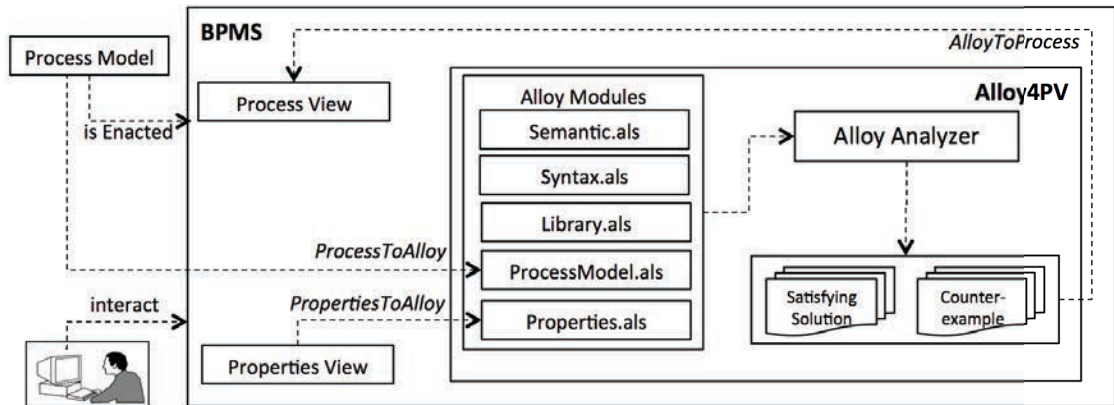 BPMS
AlloyToProcess
Process Model
Process View
is Enacted
Alloy4PV
Alloy Modules
Semantic.als
Syntax.als
Library.als
ProcessModel.als
Properties.als
Alloy Analyzer
ProcessToAlloy
PropertiesToAlloy
interact
Properties View
Satisfying
Solution
Counter-
example